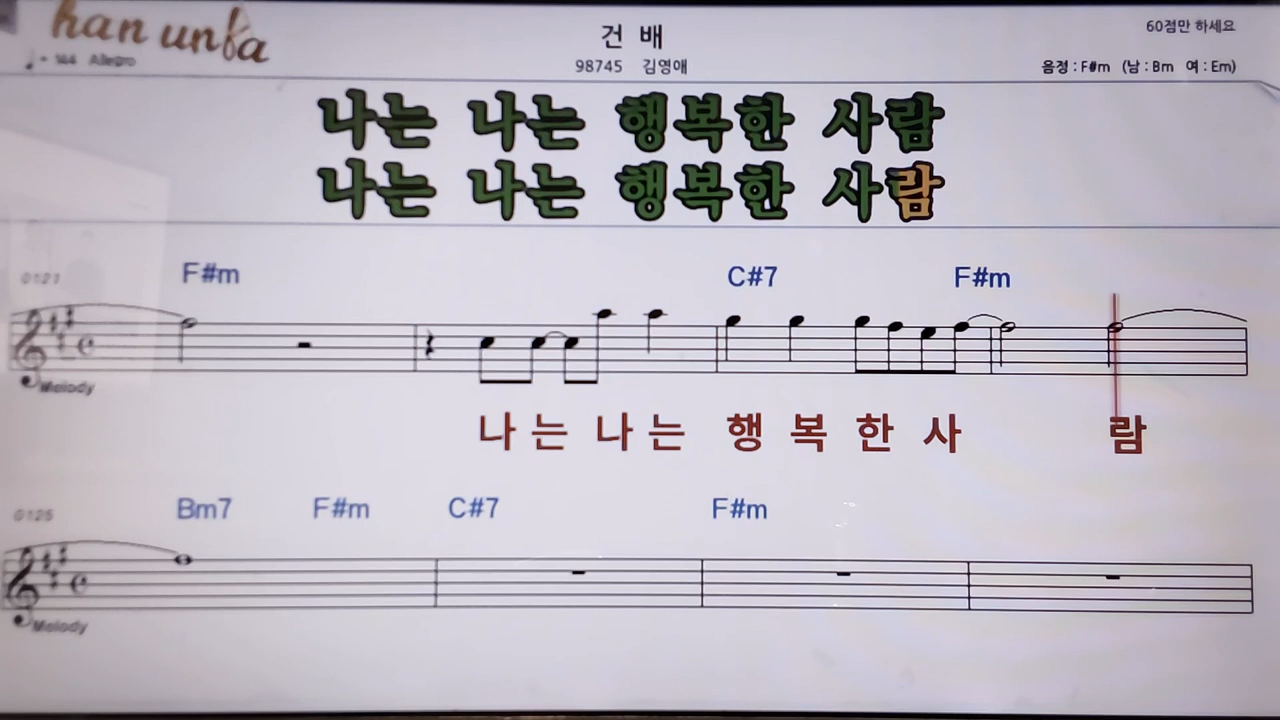 han unba
♩= 144 Allegro
건 배
98745 김영애
60점만 하세요
음정 : F#m (남 : Bm 여 : Em)
나는 나는 행복한 사람
나는 나는 행복한 사람
0121 F#m C#7 F#m
Melody
나 는 나 는 행 복 한 사 람
0125 Bm7 F#m C#7 F#m
Melody